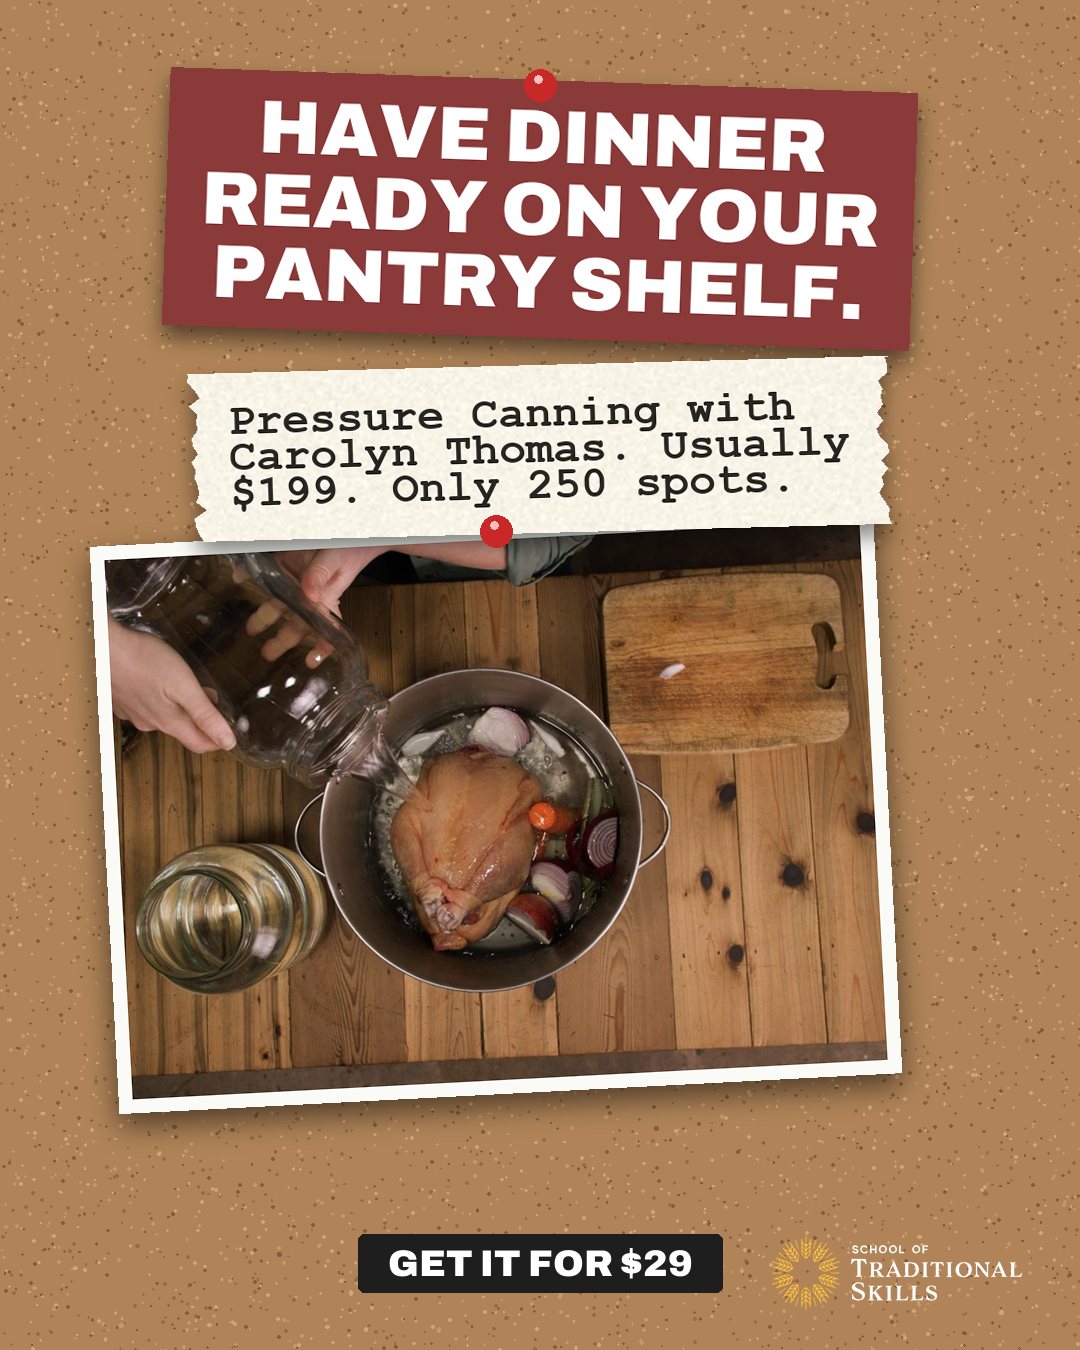 HAVE DINNER
READY ON YOUR
PANTRY SHELF.
Pressure Canning with
Carolyn Thomas. Usually
$199. Only 250 spots.
GET IT FOR $29
SCHOOL OF
TRADITIONAL
SKILLS